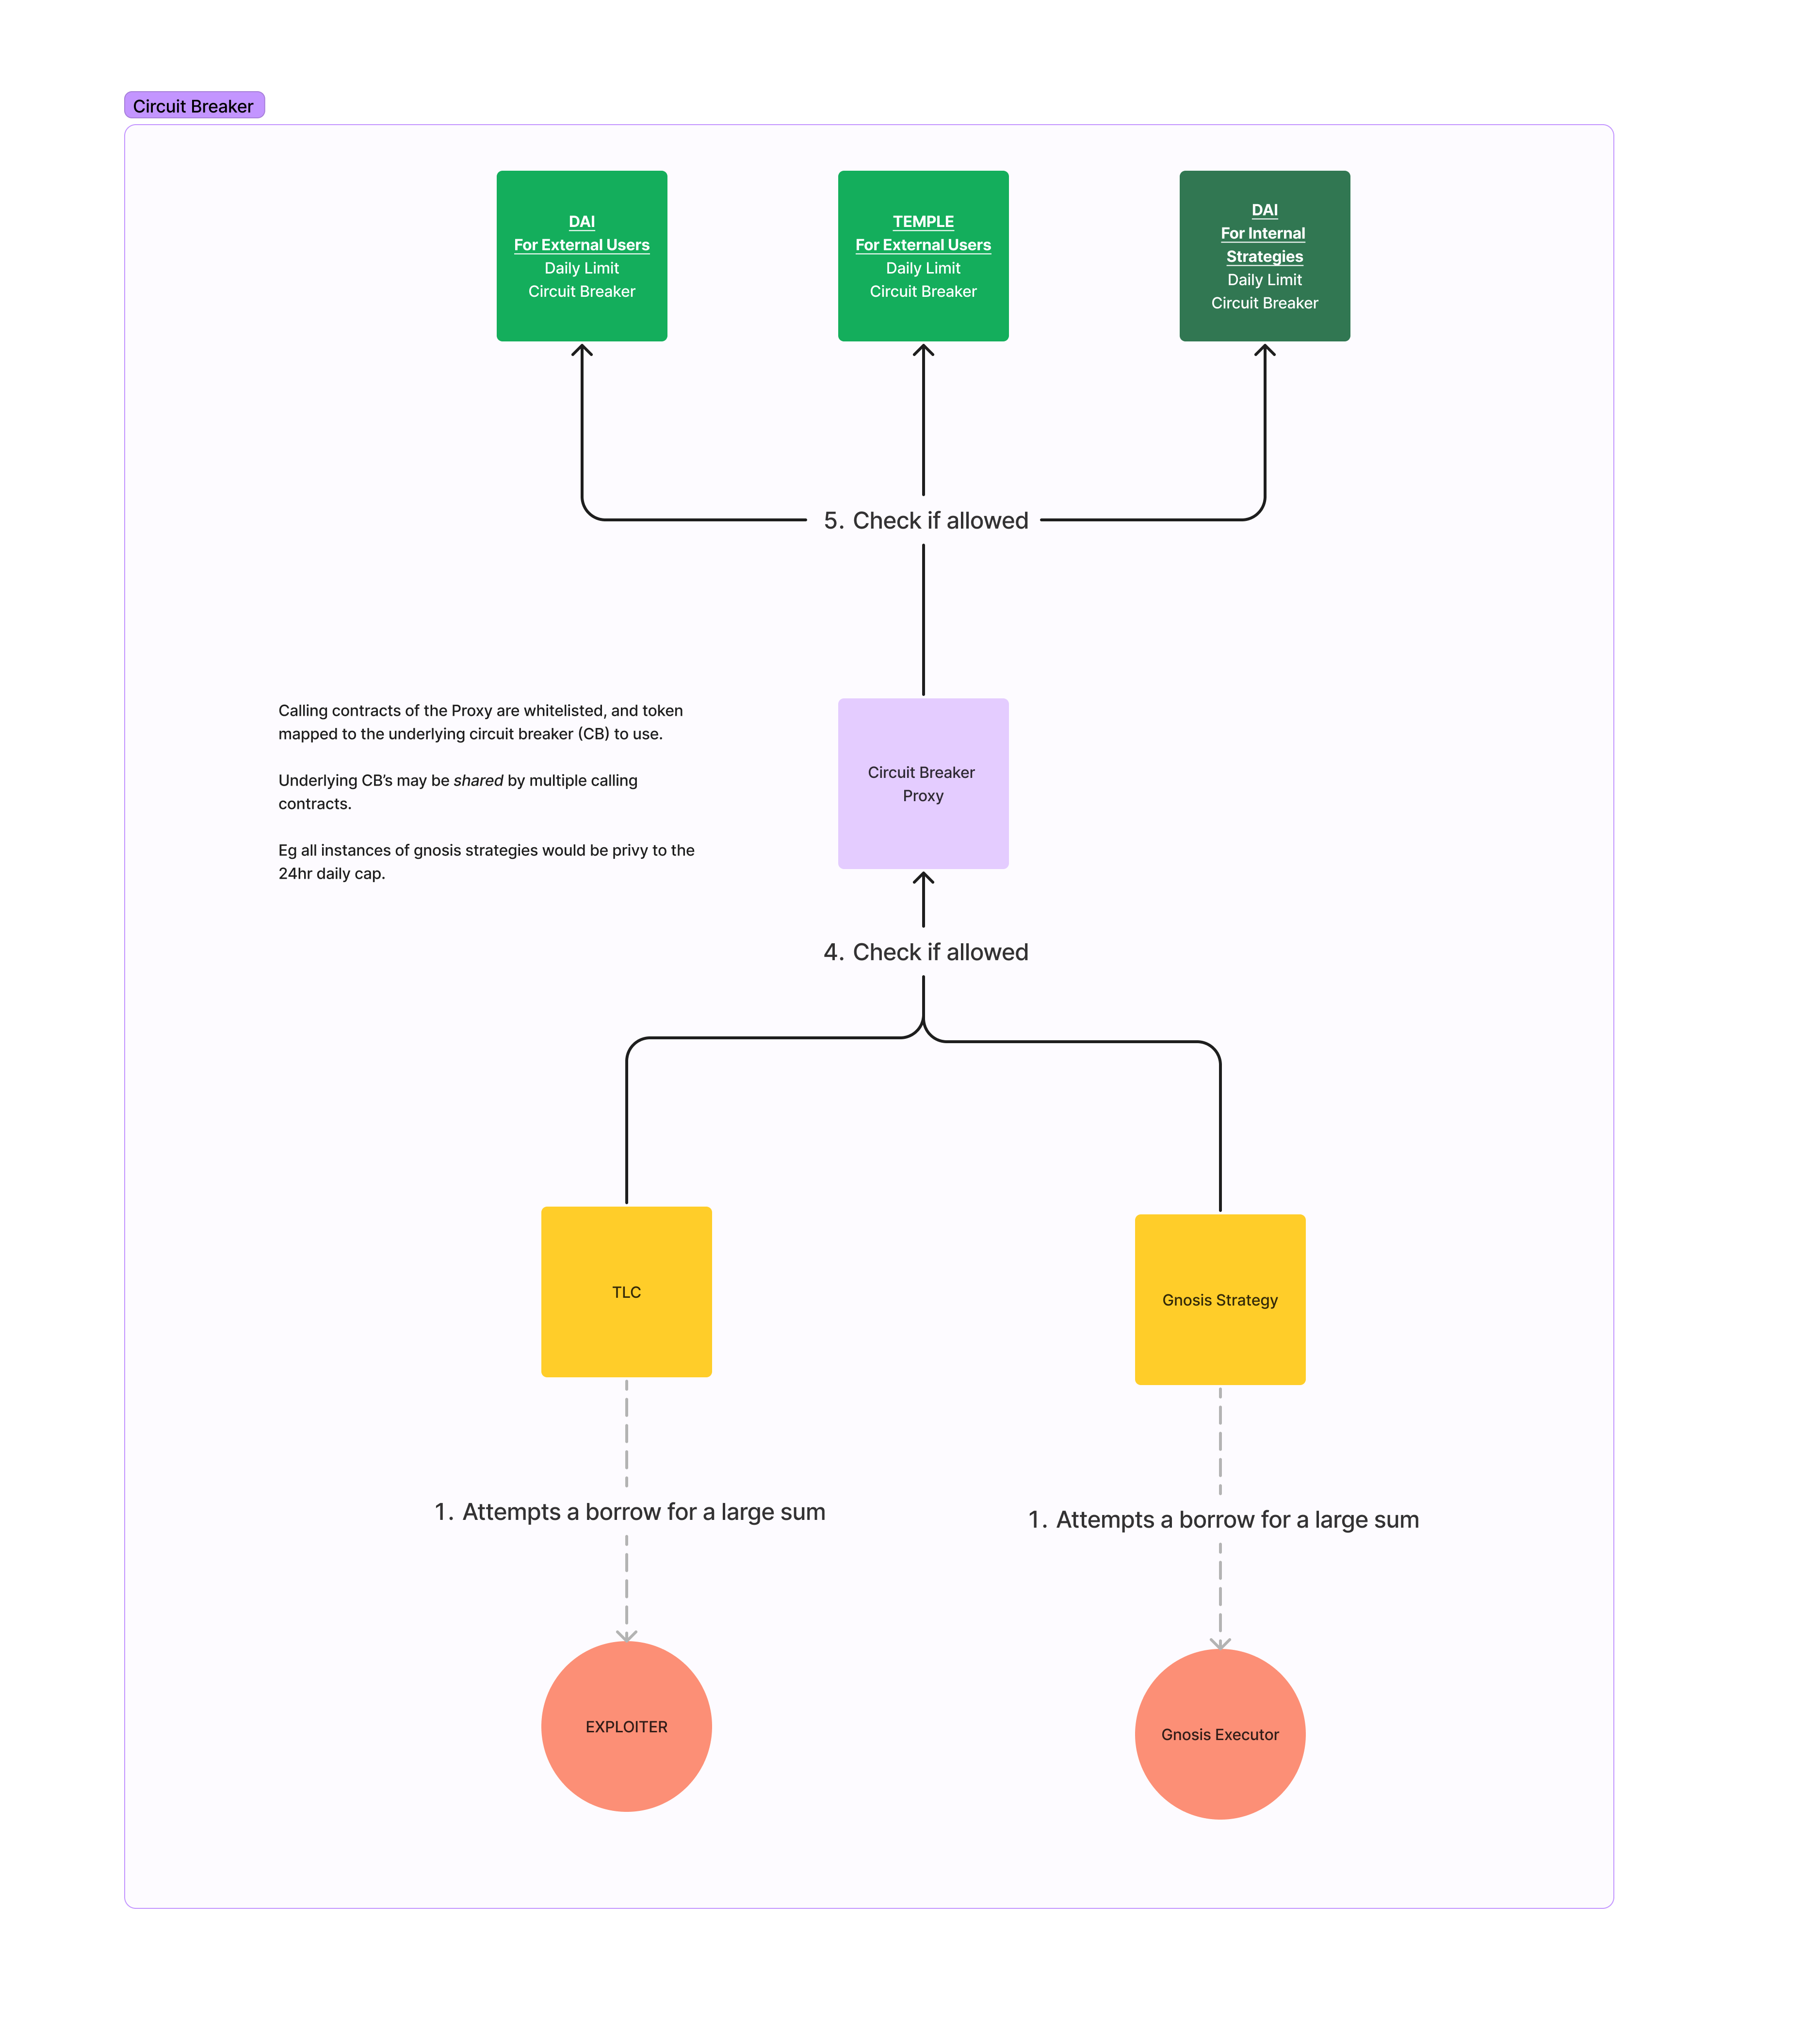 Circuit Breaker
DAI
For External Users
Daily Limit
Circuit Breaker
TEMPLE
For External Users
Daily Limit
Circuit Breaker
DAI
For Internal
Strategies
Daily Limit
Circuit Breaker
5. Check if allowed
Calling contracts of the Proxy are whitelisted, and token
mapped to the underlying circuit breaker (CB) to use.
Underlying CB’s may be shared by multiple calling
contracts.
Eg all instances of gnosis strategies would be privy to the
24hr daily cap.
Circuit Breaker
Proxy
4. Check if allowed
TLC
Gnosis Strategy
1. Attempts a borrow for a large sum
1. Attempts a borrow for a large sum
EXPLOITER
Gnosis Executor